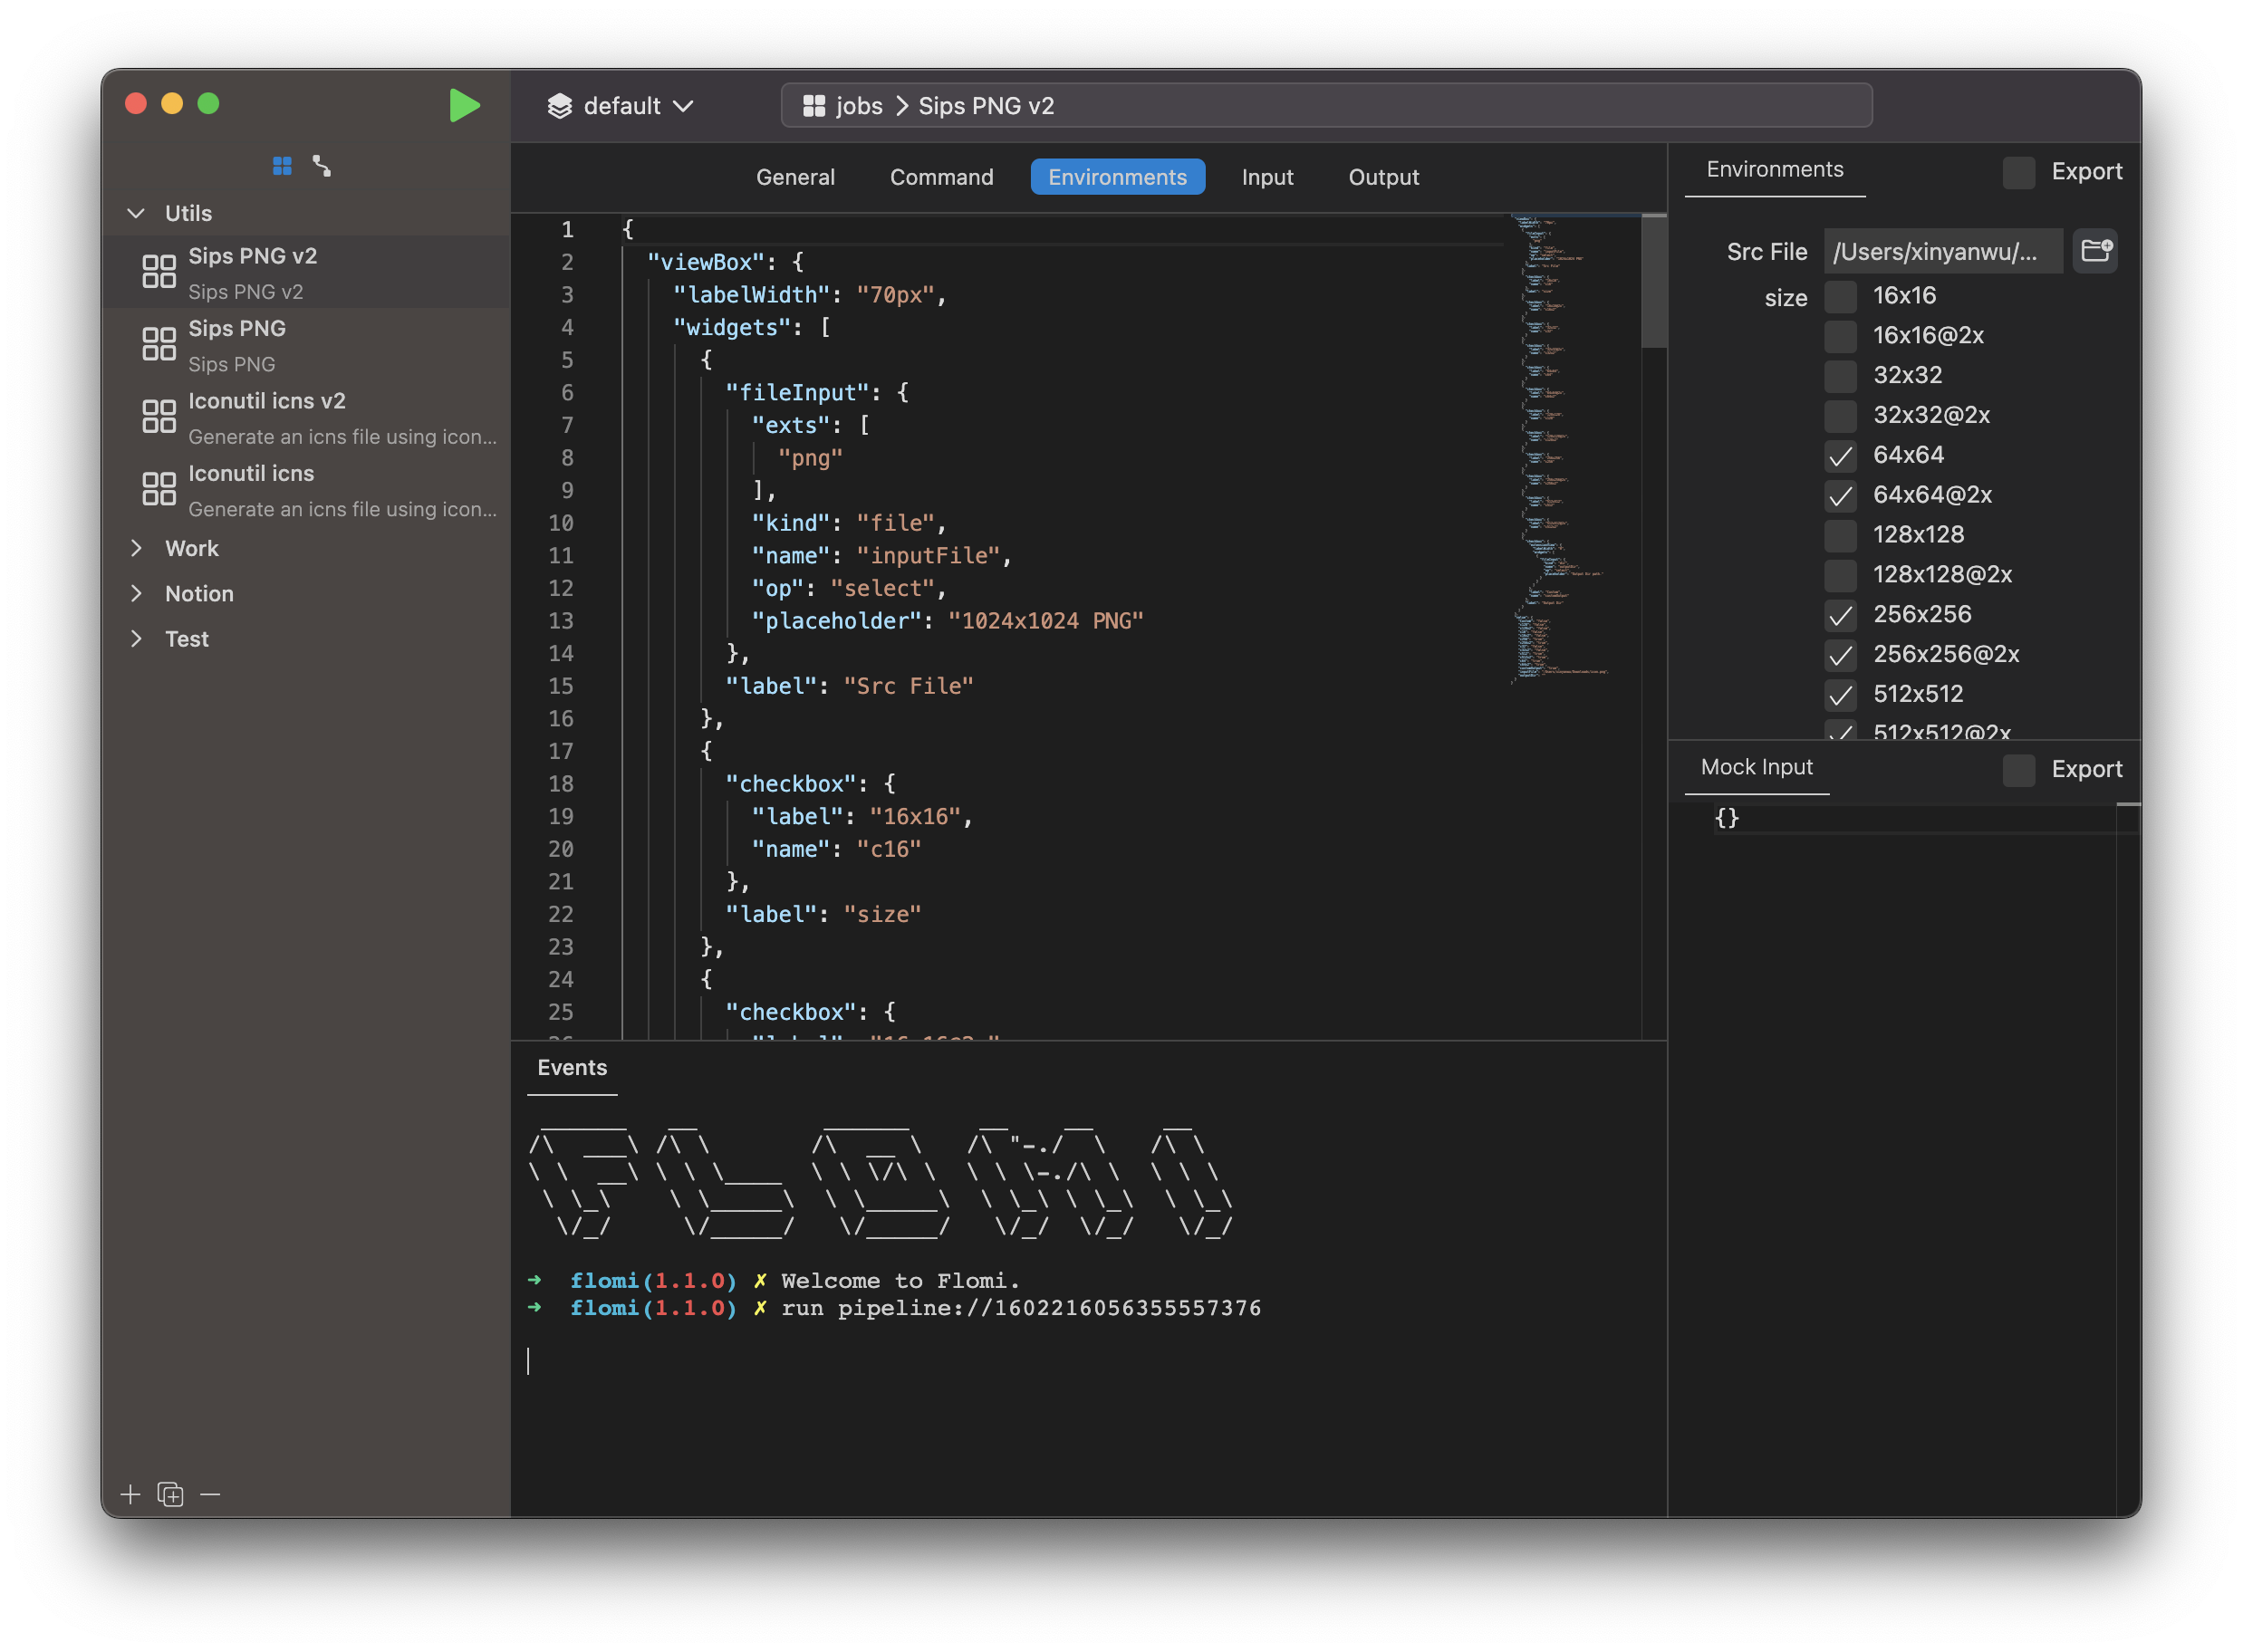 default
jobs > Sips PNG v2
Utils
Sips PNG v2
Sips PNG v2
Sips PNG
Sips PNG
Iconutil icns v2
Generate an icns file using icon...
Iconutil icns
Generate an icns file using icon...
Work
Notion
Test
General Command Environments Input Output
1 {
2 "viewBox": {
3 "labelWidth": "70px",
4 "widgets": [
5 {
6 "fileInput": {
7 "exts": [
8 "png"
9 ],
10 "kind": "file",
11 "name": "inputFile",
12 "op": "select",
13 "placeholder": "1024x1024 PNG"
14 },
15 "label": "Src File"
16 },
17 {
18 "checkbox": {
19 "label": "16x16",
20 "name": "c16"
21 },
22 "label": "size"
23 },
24 {
25 "checkbox": {
Events
FLOMI
➜ flomi(1.1.0) ✗ Welcome to Flomi.
➜ flomi(1.1.0) ✗ run pipeline://1602216056355557376
Environments
Export
Src File /Users/xinyanwu/...
size 16x16
16x16@2x
32x32
32x32@2x
64x64
64x64@2x
128x128
128x128@2x
256x256
256x256@2x
512x512
512x512@2x
Mock Input
Export
{}